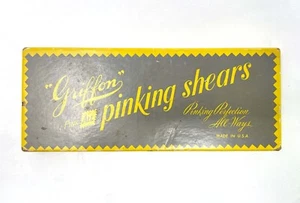 "Griffon"
pinking shears
Pinking Perfection
All-Ways
MADE IN U.S.A.